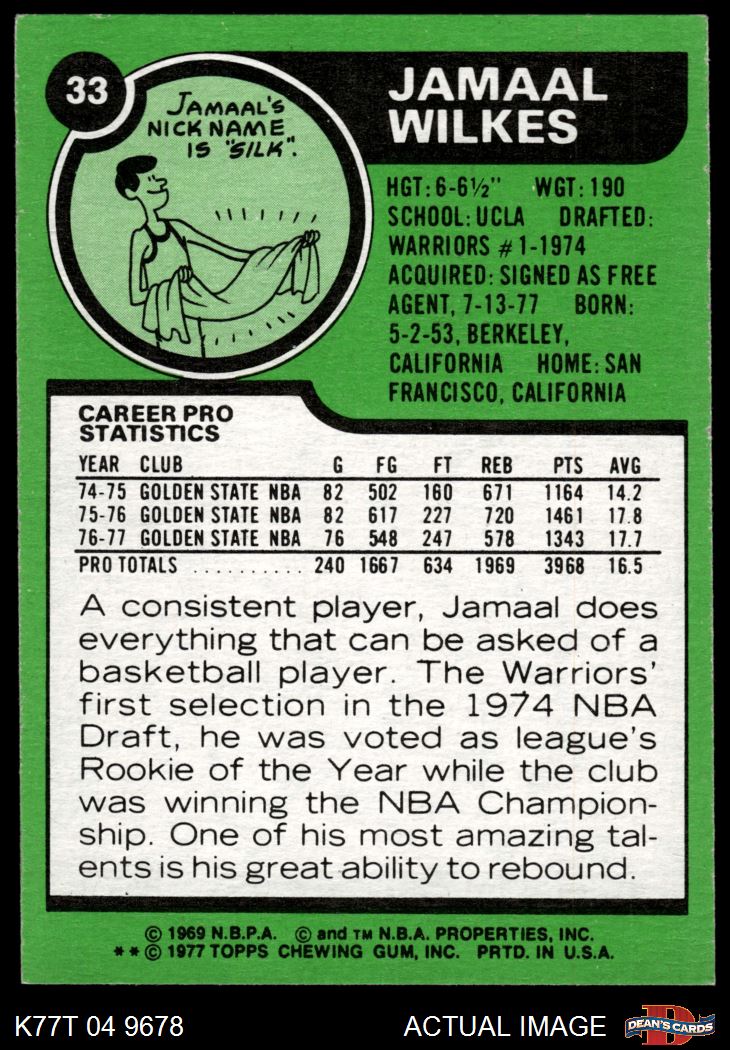 33
JAMAAL'S
NICK NAME
IS "SILK".
JAMAAL
WILKES
HGT: 6-6½" WGT: 190
SCHOOL: UCLA DRAFTED:
WARRIORS #1-1974
ACQUIRED: SIGNED AS FREE
AGENT, 7-13-77 BORN:
5-2-53, BERKELEY,
CALIFORNIA HOME: SAN
FRANCISCO, CALIFORNIA
CAREER PRO
STATISTICS
YEAR CLUB G FG FT REB PTS AVG
74-75 GOLDEN STATE NBA 82 502 160 671 1164 14.2
75-76 GOLDEN STATE NBA 82 617 227 720 1461 17.8
76-77 GOLDEN STATE NBA 76 548 247 578 1343 17.7
PRO TOTALS .......... 240 1667 634 1969 3968 16.5
A consistent player, Jamaal does
everything that can be asked of a
basketball player. The Warriors'
first selection in the 1974 NBA
Draft, he was voted as league's
Rookie of the Year while the club
was winning the NBA Champion-
ship. One of his most amazing tal-
ents is his great ability to rebound.
© 1969 N.B.P.A. © and TM N.B.A. PROPERTIES, INC.
** © 1977 TOPPS CHEWING GUM, INC. PRTD. IN U.S.A.
K77T 04 9678 ACTUAL IMAGE D DEAN'S CARDS